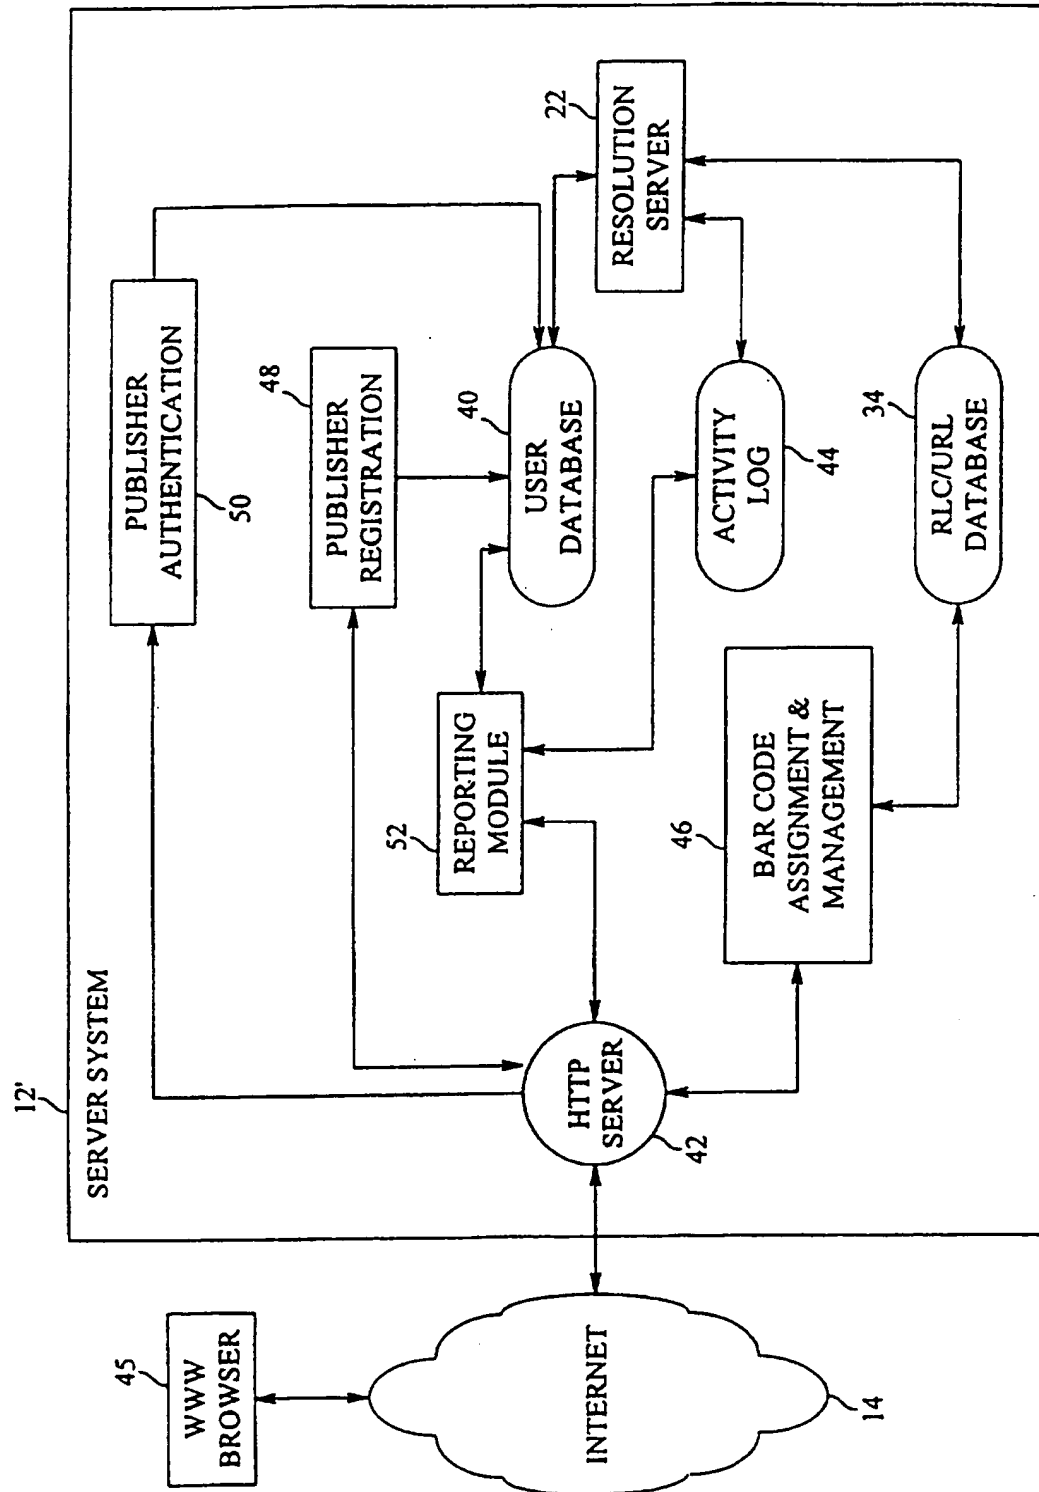 12'
SERVER SYSTEM
45
WWW
BROWSER
INTERNET
14
HTTP
SERVER
42
PUBLISHER
AUTHENTICATION
50
48
PUBLISHER
REGISTRATION
52
REPORTING
MODULE
40
USER
DATABASE
22
RESOLUTION
SERVER
ACTIVITY
LOG
44
46
BAR CODE
ASSIGNMENT &
MANAGEMENT
34
RLC/URL
DATABASE